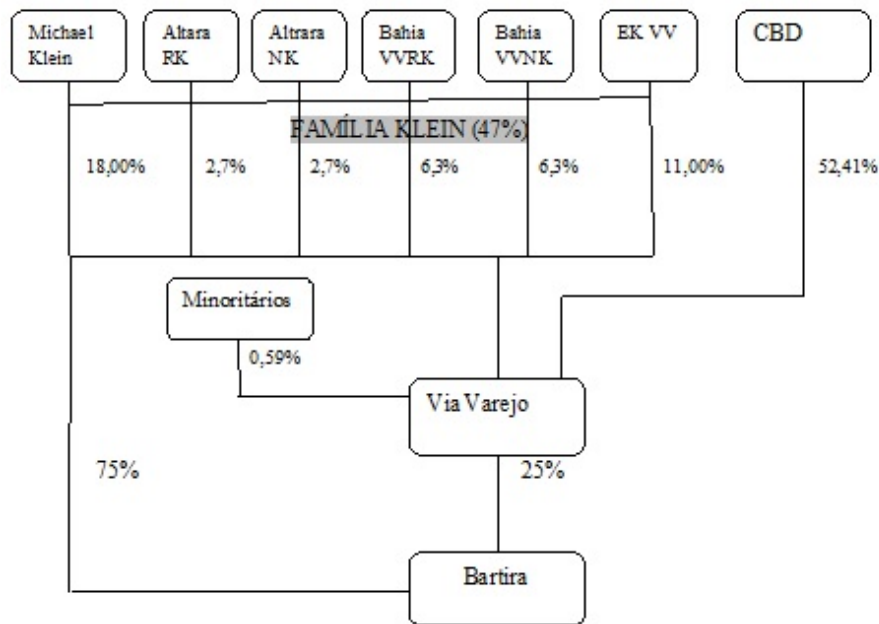 Michael
Klein
Altara
RK
Altrara
NK
Bahia
VVRK
Bahia
VVNK
EK VV
CBD
FAMÍLIA KLEIN (47%)
18,00%
2,7%
2,7%
6,3%
6,3%
11,00%
52,41%
Minoritários
0,59%
Via Varejo
75%
25%
Bartira